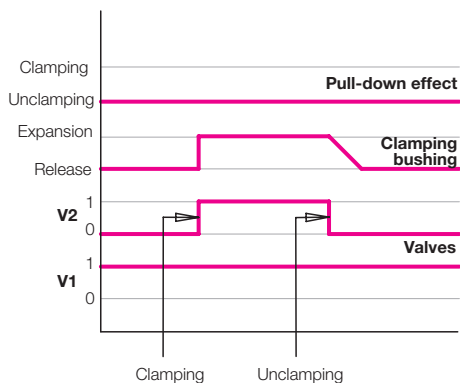 Clamping
Pull-down effect
Unclamping
Expansion
Clamping
bushing
Release
1
V2
0
Valves
1
V1
0
Clamping
Unclamping